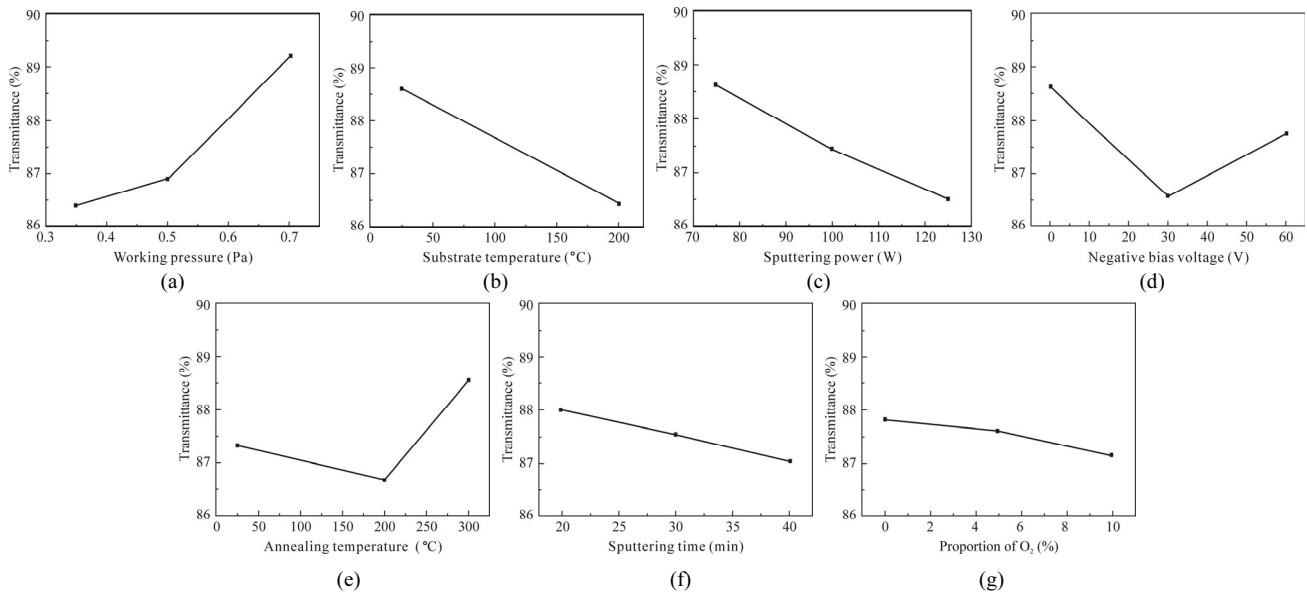 90
89
88
87
86
Transmittance (%)
0.3 0.5 0.6 0.7
Working pressure (Pa)
(a)
90
89
88
87
86
Transmittance (%)
0 50 100 150 200
Substrate temperature (°C)
(b)
90
89
88
87
86
Transmittance (%)
70 80 90 100 110 120 130
Sputtering power (W)
(c)
90
89
88
87
86
Transmittance (%)
0 10 20 30 40 50 60
Negative bias voltage (V)
(d)
90
89
88
87
86
Transmittance (%)
0 50 100 150 200 250 300
Annealing temperature (°C)
(e)
90
89
88
87
86
Transmittance (%)
20 25 30 35 40
Sputtering time (min)
(f)
90
89
88
87
86
Transmittance (%)
0 2 4 6 8 10
Proportion of O₂ (%)
(g)